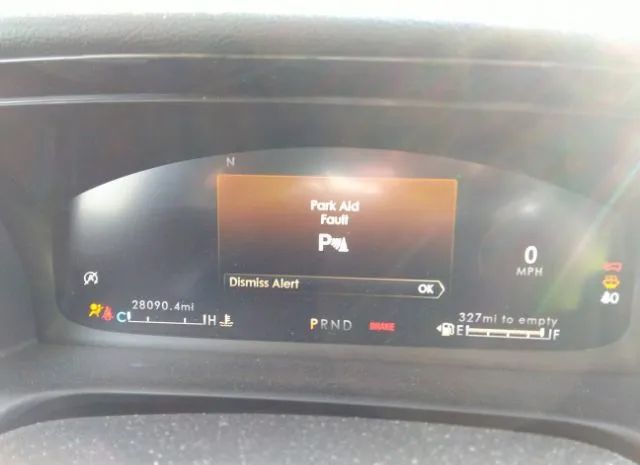 N
Park Aid
Fault
P
Dismiss Alert
OK
0
MPH
28090.4mi
C
H
PRND
BRAKE
327mi to empty
E
F